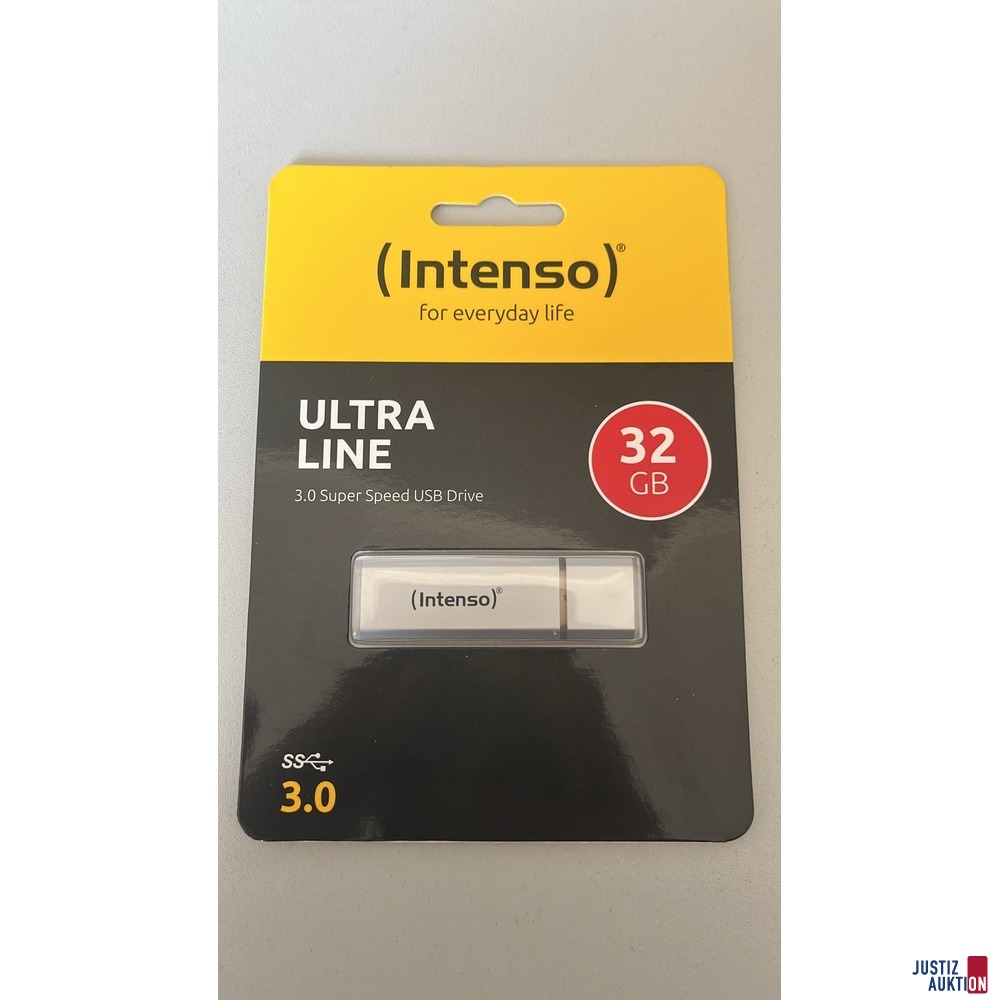 (Intenso)®
for everyday life
ULTRA
LINE
32
GB
3.0 Super Speed USB Drive
(Intenso)®
SS
3.0
JUSTIZ
AUKTION